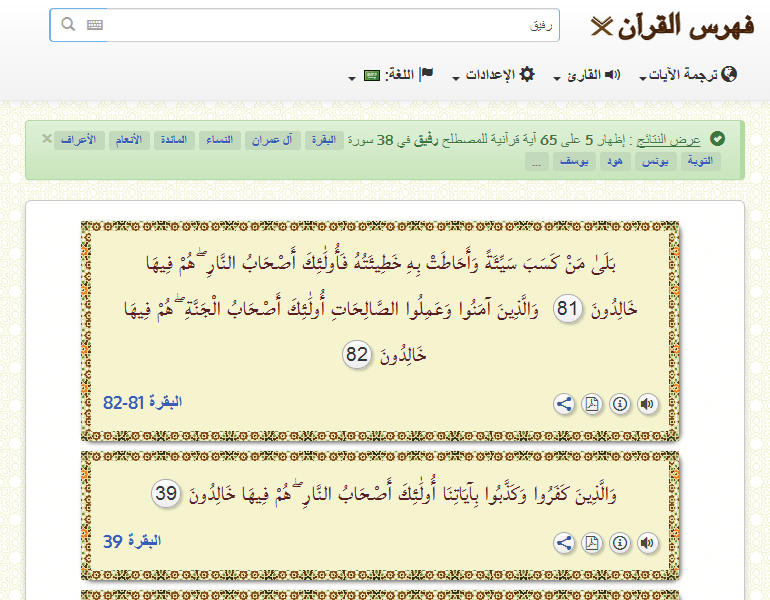 فهرس القرآن
رفيق
ترجمة الآيات
القارئ
الإعدادات
اللغة:
عرض النتائج : إظهار 5 على 65 آية قرآنية للمصطلح رفيق في 38 سورة البقرة آل عمران النساء المائدة الأنعام الأعراف ×
التوبة يونس هود يوسف ...
بَلَىٰ مَنْ كَسَبَ سَيِّئَةً وَأَحَاطَتْ بِهِ خَطِيئَتُهُ فَأُولَٰئِكَ أَصْحَابُ النَّارِ ۖ هُمْ فِيهَا
خَالِدُونَ 81 وَالَّذِينَ آمَنُوا وَعَمِلُوا الصَّالِحَاتِ أُولَٰئِكَ أَصْحَابُ الْجَنَّةِ ۖ هُمْ فِيهَا
خَالِدُونَ 82
البقرة 81-82
وَالَّذِينَ كَفَرُوا وَكَذَّبُوا بِآيَاتِنَا أُولَٰئِكَ أَصْحَابُ النَّارِ ۖ هُمْ فِيهَا خَالِدُونَ 39
البقرة 39